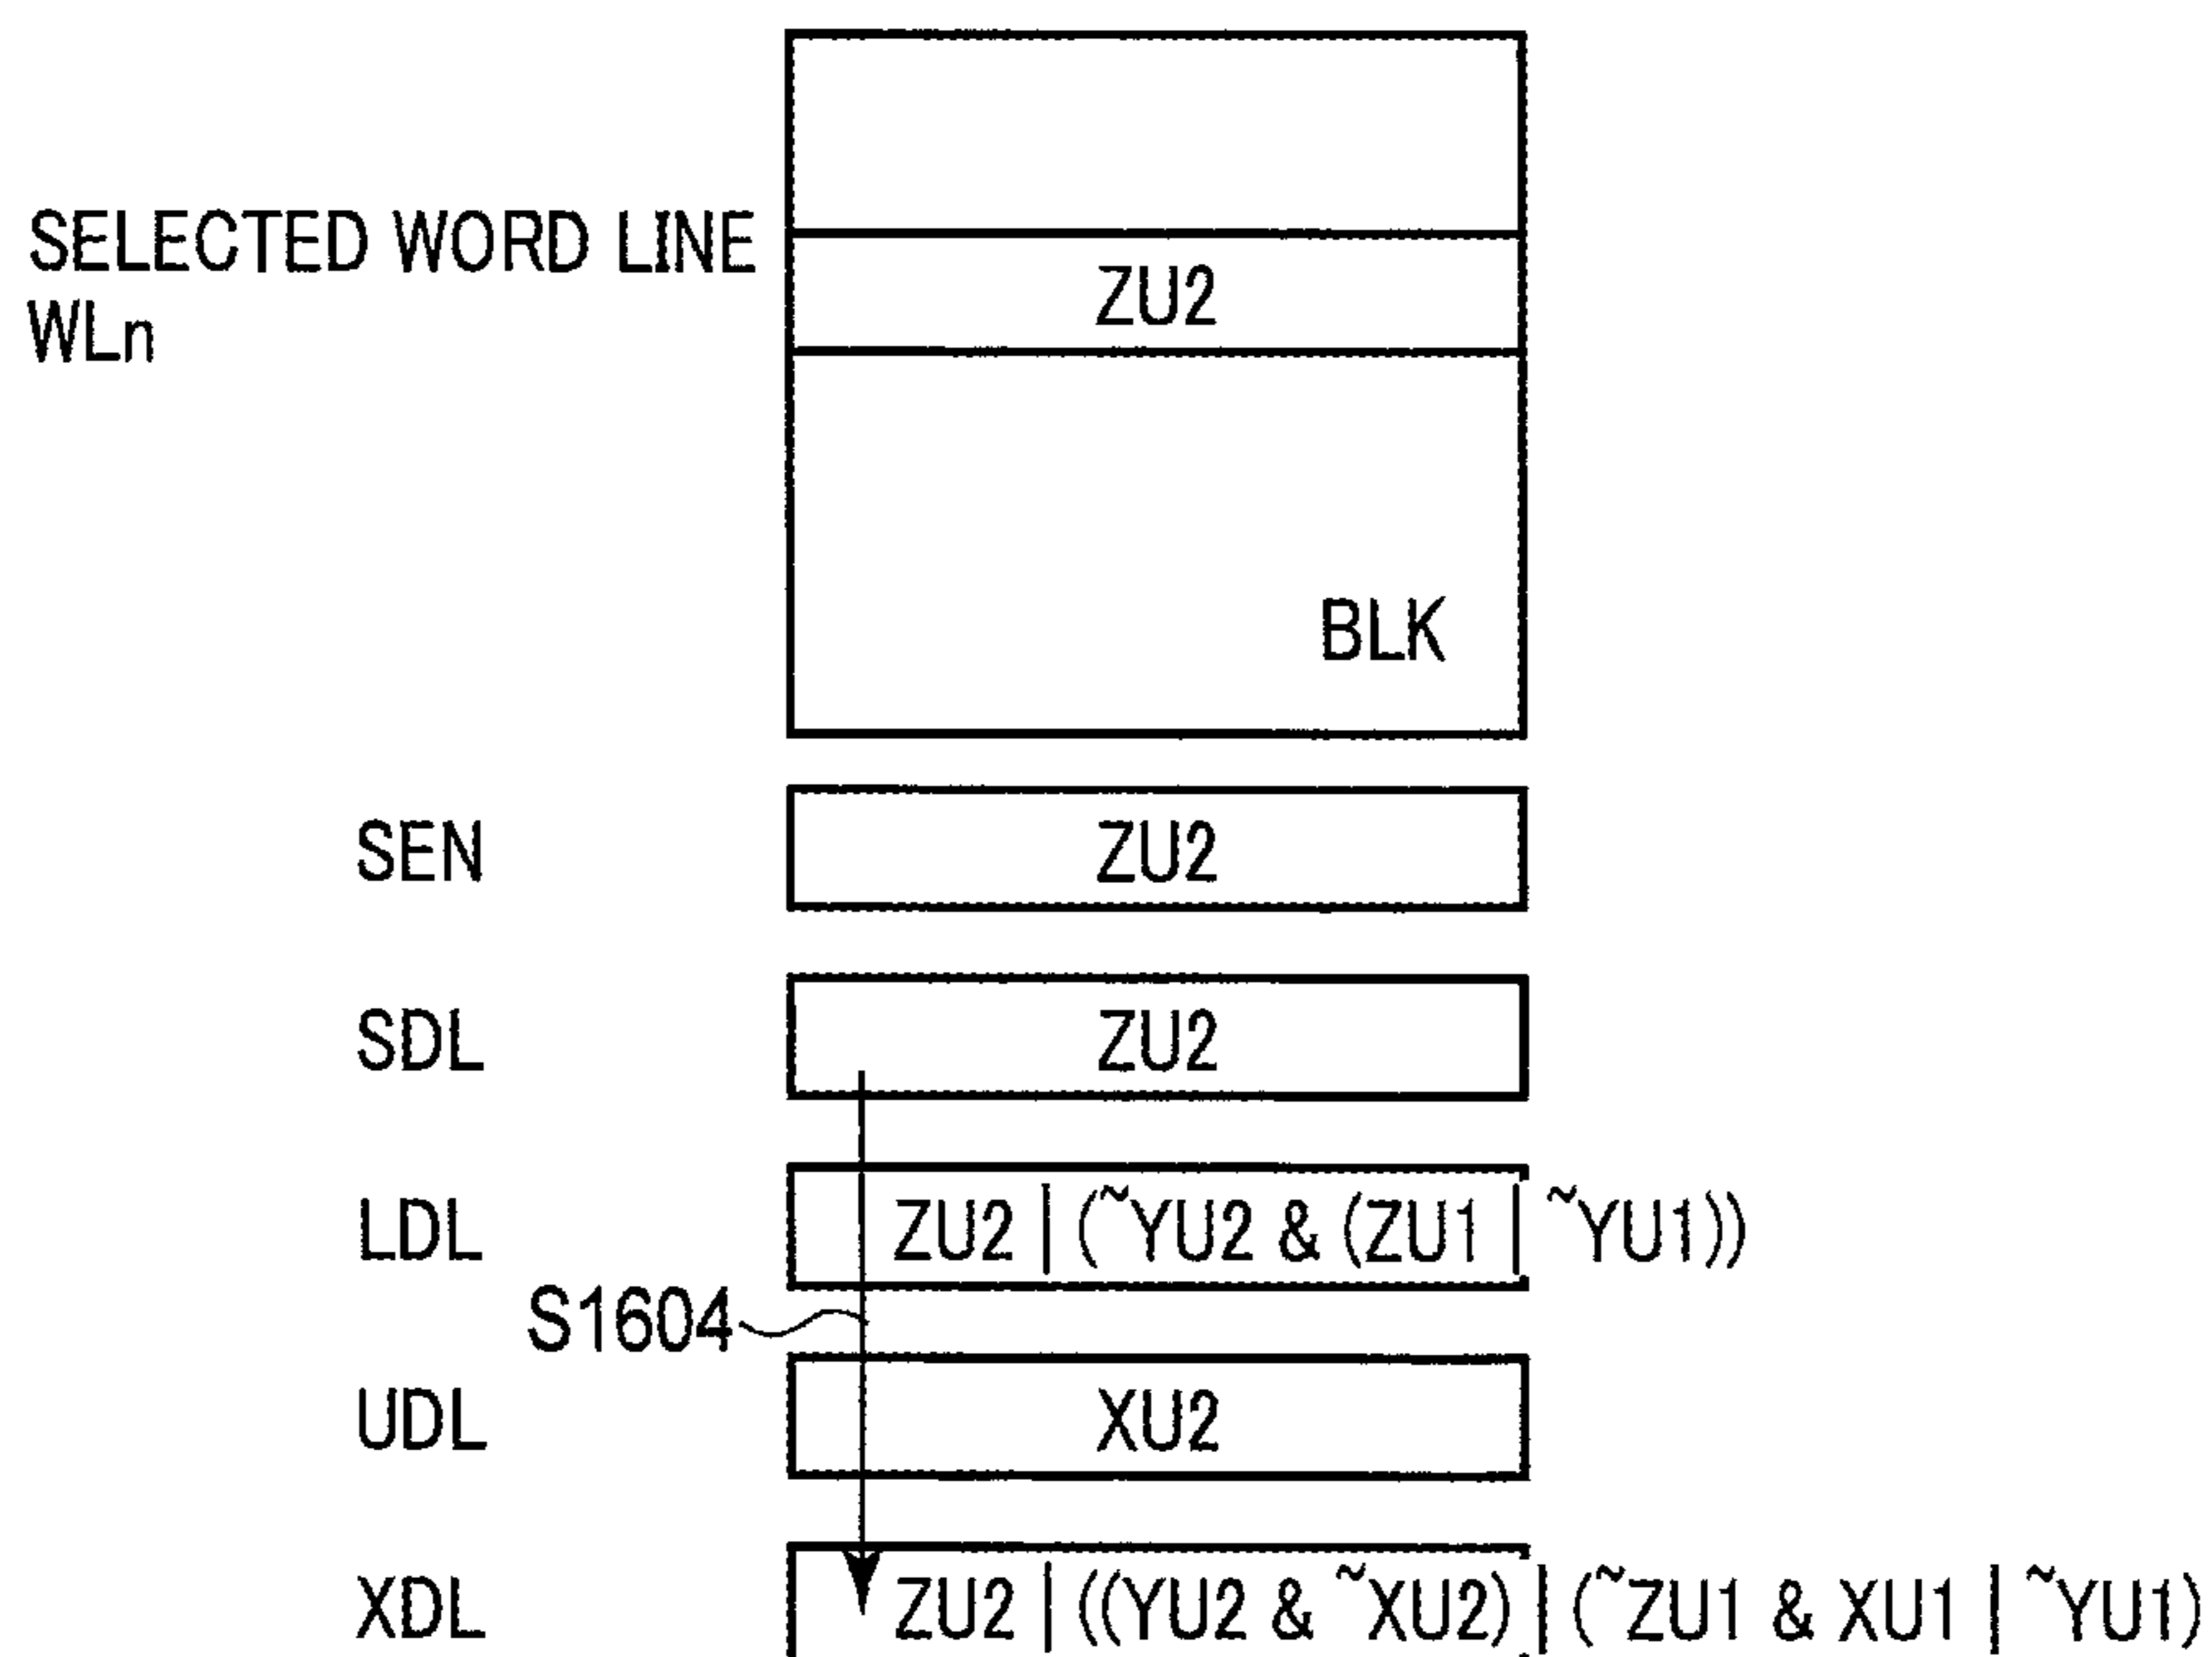 SELECTED WORD LINE
WLn
ZU2
BLK
SEN
ZU2
SDL
ZU2
LDL
ZU2 | (~YU2 & (ZU1 | ~YU1))
S1604
UDL
XU2
XDL
ZU2 | ((YU2 & ~XU2) | (~ZU1 & XU1 | ~YU1)